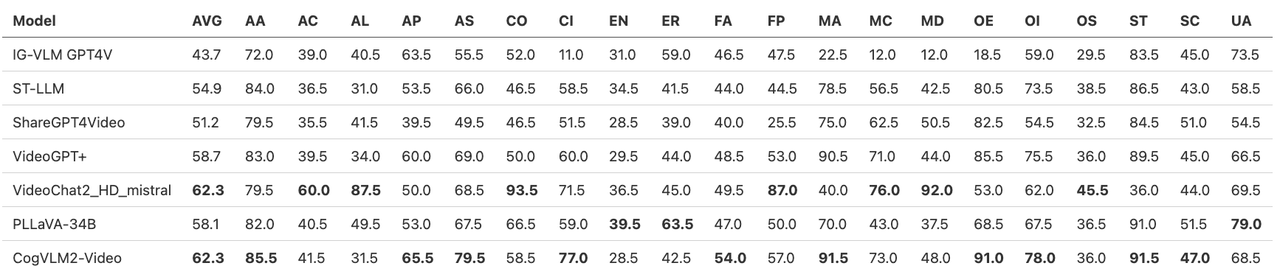 Model AVG AA AC AL AP AS CO CI EN ER FA FP MA MC MD OE OI OS ST SC UA
IG-VLM GPT4V 43.7 72.0 39.0 40.5 63.5 55.5 52.0 11.0 31.0 59.0 46.5 47.5 22.5 12.0 12.0 18.5 59.0 29.5 83.5 45.0 73.5
ST-LLM 54.9 84.0 36.5 31.0 53.5 66.0 46.5 58.5 34.5 41.5 44.0 44.5 78.5 56.5 42.5 80.5 73.5 38.5 86.5 43.0 58.5
ShareGPT4Video 51.2 79.5 35.5 41.5 39.5 49.5 46.5 51.5 28.5 39.0 40.0 25.5 75.0 62.5 50.5 82.5 54.5 32.5 84.5 51.0 54.5
VideoGPT+ 58.7 83.0 39.5 34.0 60.0 69.0 50.0 60.0 29.5 44.0 48.5 53.0 90.5 71.0 44.0 85.5 75.5 36.0 89.5 45.0 66.5
VideoChat2_HD_mistral 62.3 79.5 60.0 87.5 50.0 68.5 93.5 71.5 36.5 45.0 49.5 87.0 40.0 76.0 92.0 53.0 62.0 45.5 36.0 44.0 69.5
PLLaVA-34B 58.1 82.0 40.5 49.5 53.0 67.5 66.5 59.0 39.5 63.5 47.0 50.0 70.0 43.0 37.5 68.5 67.5 36.5 91.0 51.5 79.0
CogVLM2-Video 62.3 85.5 41.5 31.5 65.5 79.5 58.5 77.0 28.5 42.5 54.0 57.0 91.5 73.0 48.0 91.0 78.0 36.0 91.5 47.0 68.5